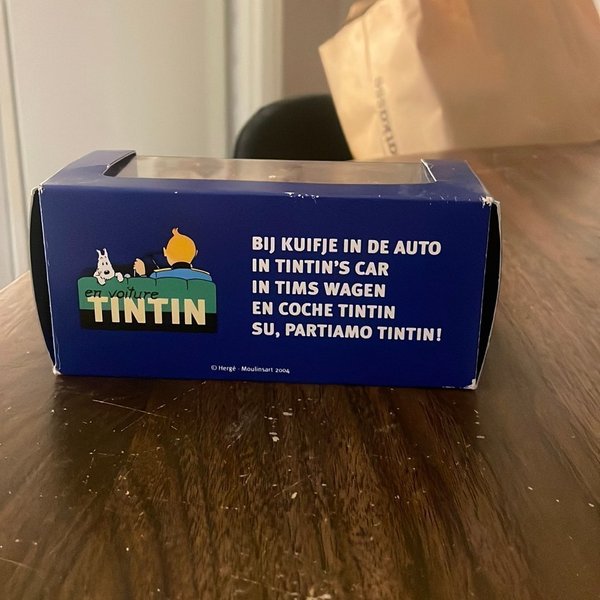 en voiture
TINTIN
BIJ KUIFJE IN DE AUTO
IN TINTIN'S CAR
IN TIMS WAGEN
EN COCHE TINTIN
SU, PARTIAMO TINTIN!
© Hergé - Moulinsart 2004